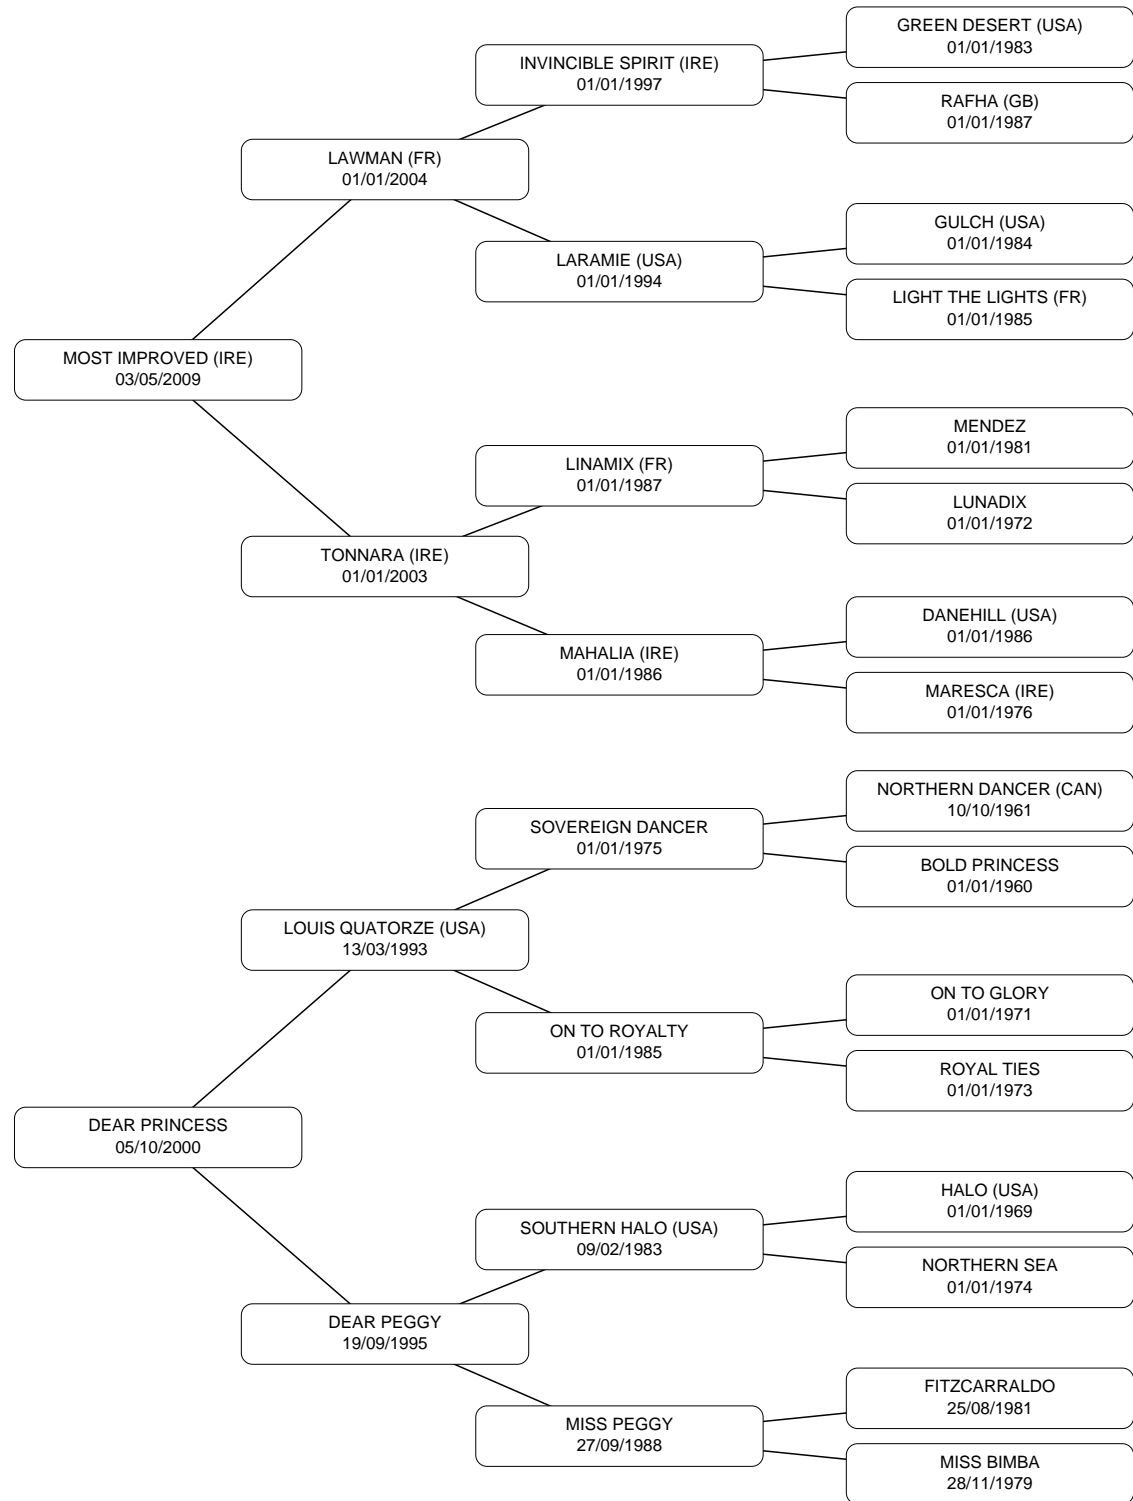 GREEN DESERT (USA)
01/01/1983
INVINCIBLE SPIRIT (IRE)
01/01/1997
RAFHA (GB)
01/01/1987
LAWMAN (FR)
01/01/2004
GULCH (USA)
01/01/1984
LARAMIE (USA)
01/01/1994
LIGHT THE LIGHTS (FR)
01/01/1985
MOST IMPROVED (IRE)
03/05/2009
MENDEZ
01/01/1981
LINAMIX (FR)
01/01/1987
LUNADIX
01/01/1972
TONNARA (IRE)
01/01/2003
DANEHILL (USA)
01/01/1986
MAHALIA (IRE)
01/01/1986
MARESCA (IRE)
01/01/1976
NORTHERN DANCER (CAN)
10/10/1961
SOVEREIGN DANCER
01/01/1975
BOLD PRINCESS
01/01/1960
LOUIS QUATORZE (USA)
13/03/1993
ON TO GLORY
01/01/1971
ON TO ROYALTY
01/01/1985
ROYAL TIES
01/01/1973
DEAR PRINCESS
05/10/2000
HALO (USA)
01/01/1969
SOUTHERN HALO (USA)
09/02/1983
NORTHERN SEA
01/01/1974
DEAR PEGGY
19/09/1995
FITZCARRALDO
25/08/1981
MISS PEGGY
27/09/1988
MISS BIMBA
28/11/1979